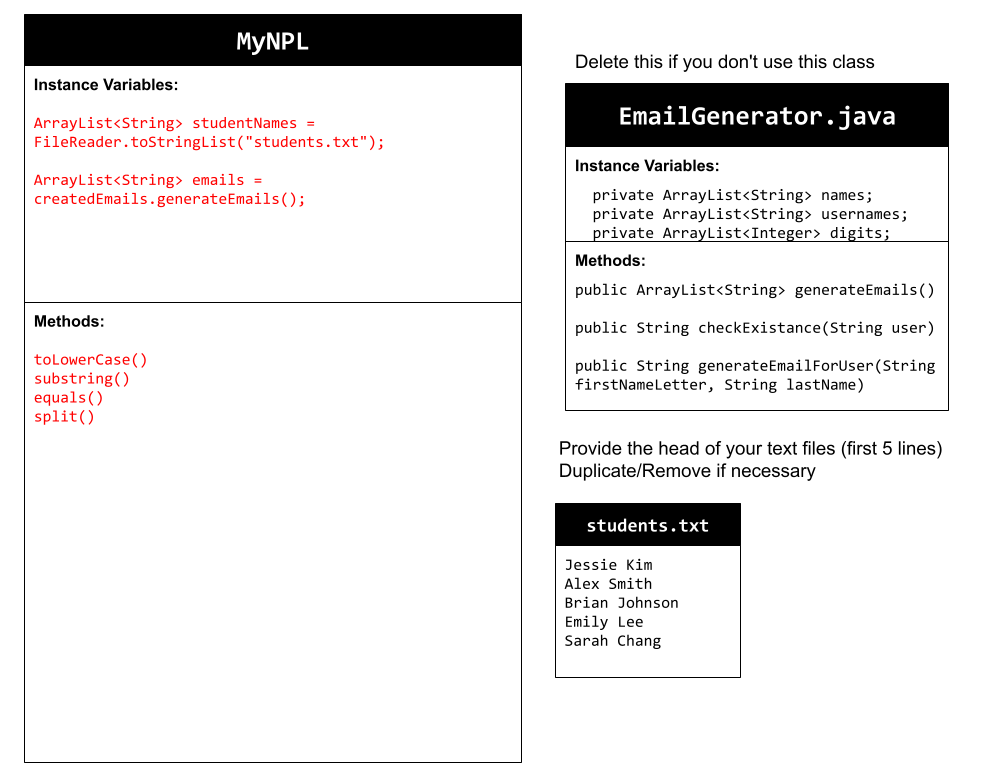 MyNPL
Instance Variables:
ArrayList<String> studentNames =
FileReader.toStringList("students.txt");
ArrayList<String> emails =
createdEmails.generateEmails();
Methods:
toLowerCase()
substring()
equals()
split()
Delete this if you don't use this class
EmailGenerator.java
Instance Variables:
private ArrayList<String> names;
private ArrayList<String> usernames;
private ArrayList<Integer> digits;
Methods:
public ArrayList<String> generateEmails()
public String checkExistance(String user)
public String generateEmailForUser(String
firstNameLetter, String lastName)
Provide the head of your text files (first 5 lines)
Duplicate/Remove if necessary
students.txt
Jessie Kim
Alex Smith
Brian Johnson
Emily Lee
Sarah Chang